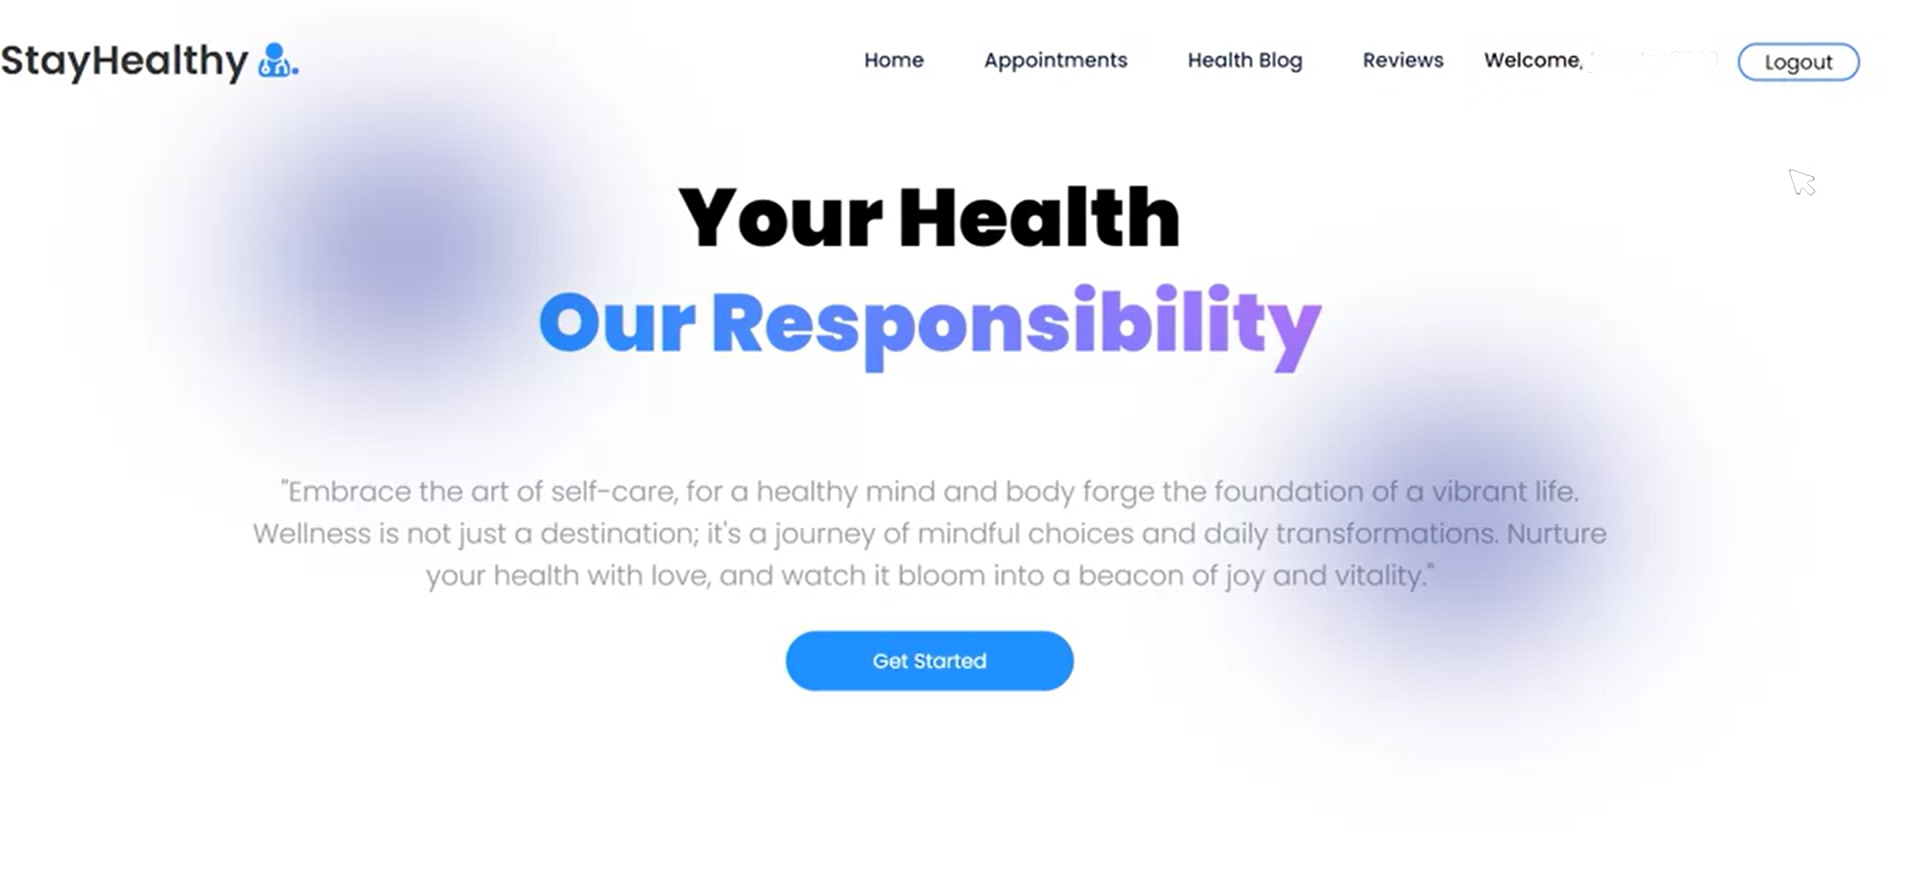 StayHealthy
Home Appointments Health Blog Reviews Welcome, Logout
Your Health
Our Responsibility
"Embrace the art of self-care, for a healthy mind and body forge the foundation of a vibrant life.
Wellness is not just a destination; it's a journey of mindful choices and daily transformations. Nurture
your health with love, and watch it bloom into a beacon of joy and vitality."
Get Started